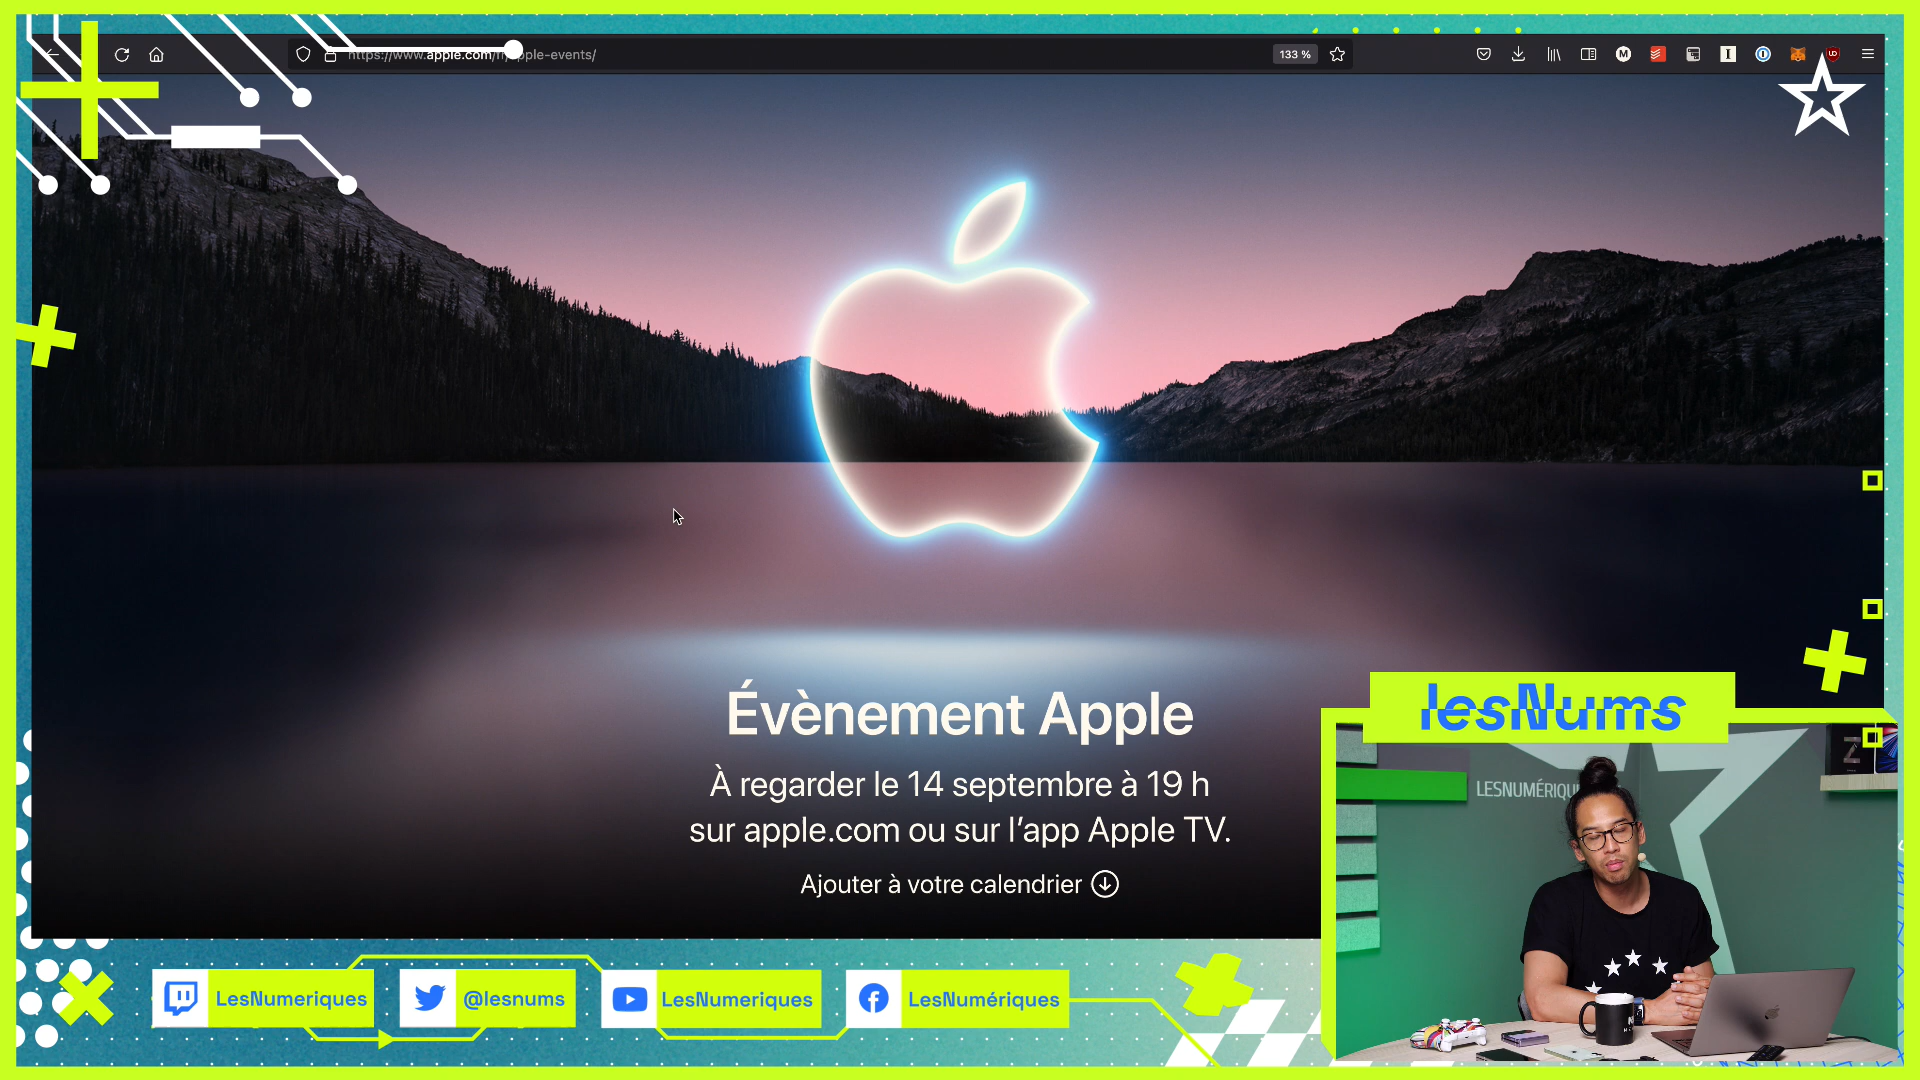 https://www.apple.com/
pple-events/
133 %
Évènement Apple
À regarder le 14 septembre à 19 h
sur apple.com ou sur l’app Apple TV.
Ajouter à votre calendrier
lesNums
LESNUMÉRIQU
LesNumeriques
@lesnums
LesNumeriques
LesNumériques